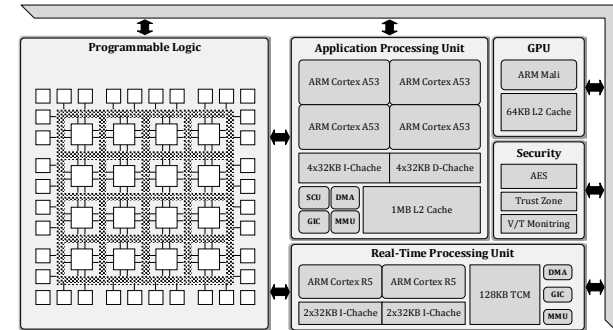 Programmable Logic
Application Processing Unit
ARM Cortex A53
ARM Cortex A53
ARM Cortex A53
ARM Cortex A53
4x32KB I-Chache
4x32KB D-Chache
SCU
DMA
GIC
MMU
1MB L2 Cache
GPU
ARM Mali
64KB L2 Cache
Security
AES
Trust Zone
V/T Monitring
Real-Time Processing Unit
ARM Cortex R5
ARM Cortex R5
2x32KB I-Chache
2x32KB I-Chache
128KB TCM
DMA
GIC
MMU